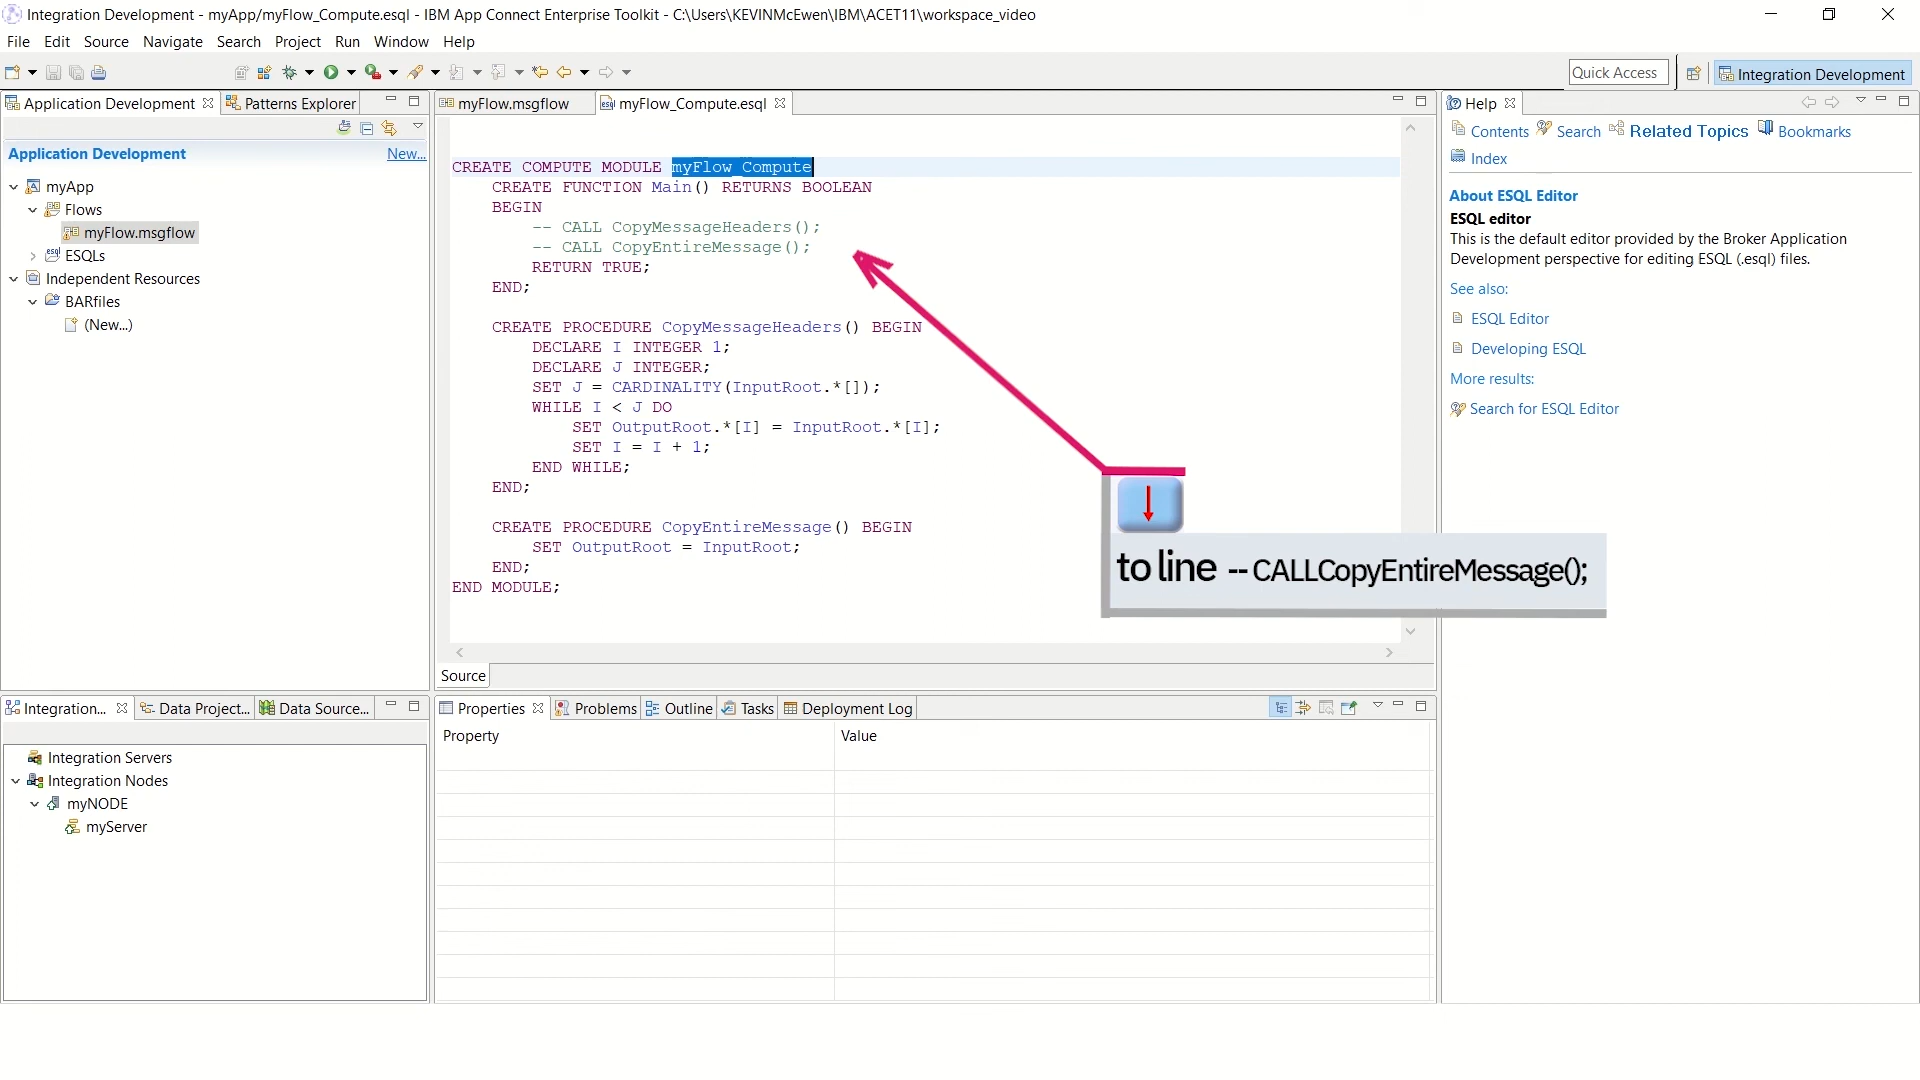 Integration Development - myApp/myFlow_Compute.esql - IBM App Connect Enterprise Toolkit - C:\Users\KEVINMcEwen\IBM\ACET11\workspace_video
File Edit Source Navigate Search Project Run Window Help
Quick Access
Integration Development
Application Development
Patterns Explorer
Application Development
New...
myApp
Flows
myFlow.msgflow
ESQLs
Independent Resources
BARfiles
(New...)
myFlow.msgflow
myFlow_Compute.esql
CREATE COMPUTE MODULE myFlow_Compute
CREATE FUNCTION Main() RETURNS BOOLEAN
BEGIN
-- CALL CopyMessageHeaders();
-- CALL CopyEntireMessage();
RETURN TRUE;
END;
CREATE PROCEDURE CopyMessageHeaders() BEGIN
DECLARE I INTEGER 1;
DECLARE J INTEGER;
SET J = CARDINALITY(InputRoot.*[]);
WHILE I < J DO
SET OutputRoot.*[I] = InputRoot.*[I];
SET I = I + 1;
END WHILE;
END;
CREATE PROCEDURE CopyEntireMessage() BEGIN
SET OutputRoot = InputRoot;
END;
END MODULE;
to line -- CALLCopyEntireMessage();
Source
Help
Contents Search Related Topics Bookmarks
Index
About ESQL Editor
ESQL editor
This is the default editor provided by the Broker Application
Development perspective for editing ESQL (.esql) files.
See also:
ESQL Editor
Developing ESQL
More results:
Search for ESQL Editor
Integration...
Data Project...
Data Source...
Integration Servers
Integration Nodes
myNODE
myServer
Properties
Problems
Outline
Tasks
Deployment Log
Property
Value